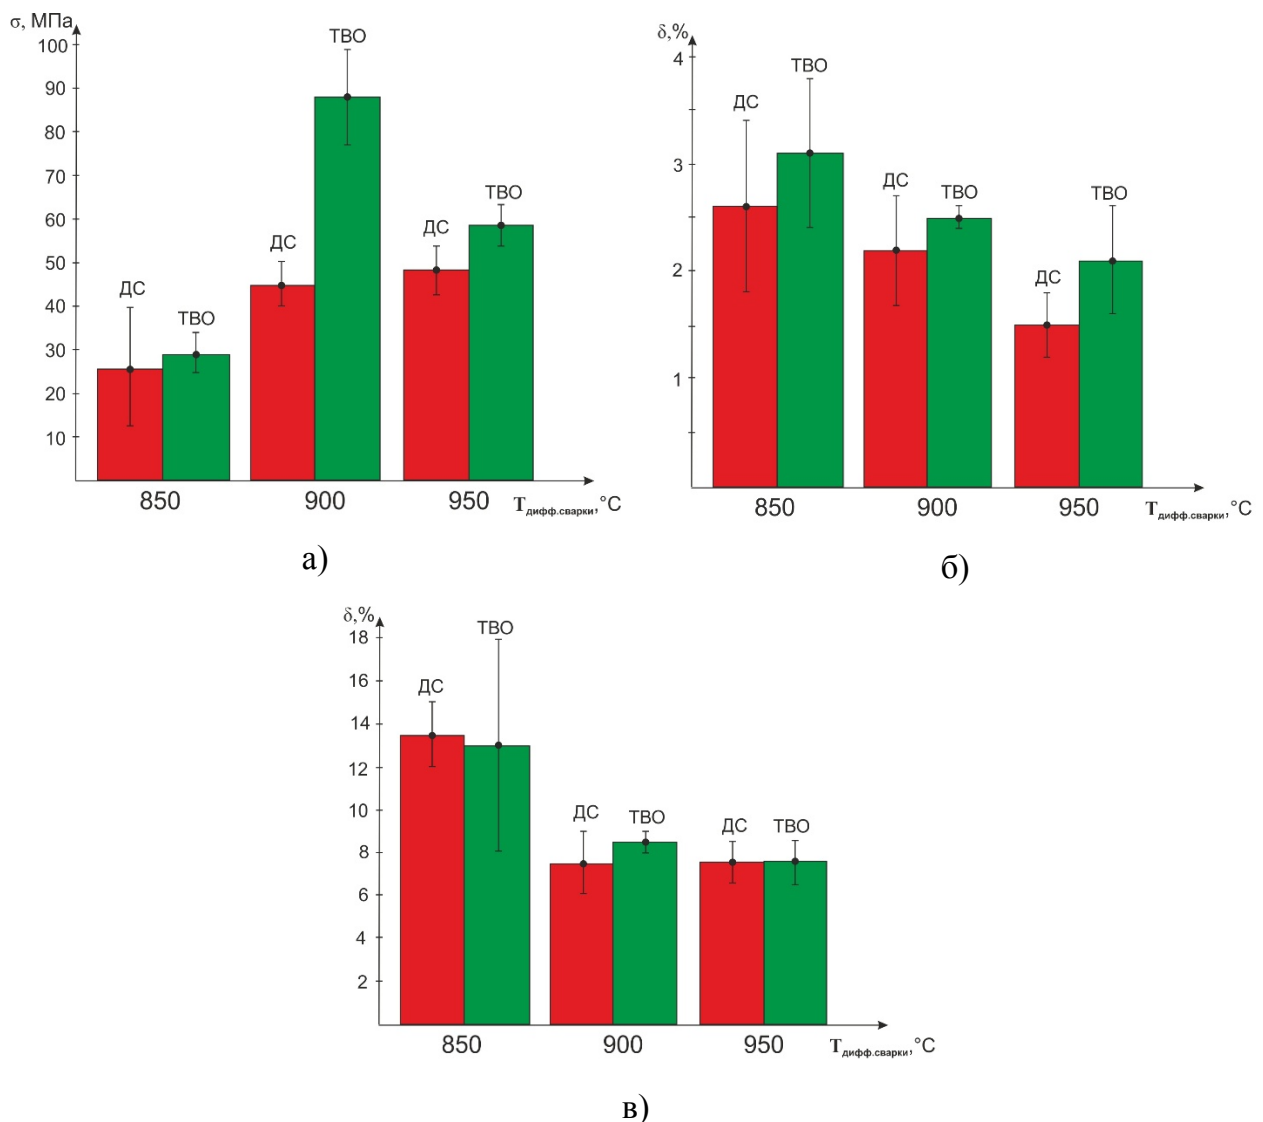 σ, МПа
100
90
80
70
60
50
40
30
20
10
ДС
ТВО
ДС
ТВО
ДС
ТВО
850
900
950
Tдифф.сварки,°C
а)
δ,%
4
3
2
1
ДС
ТВО
ДС
ТВО
ДС
ТВО
850
900
950
Tдифф.сварки,°C
б)
δ,%
18
16
14
12
10
8
6
4
2
ДС
ТВО
ДС
ТВО
ДС
ТВО
850
900
950
Tдифф.сварки,°C
в)